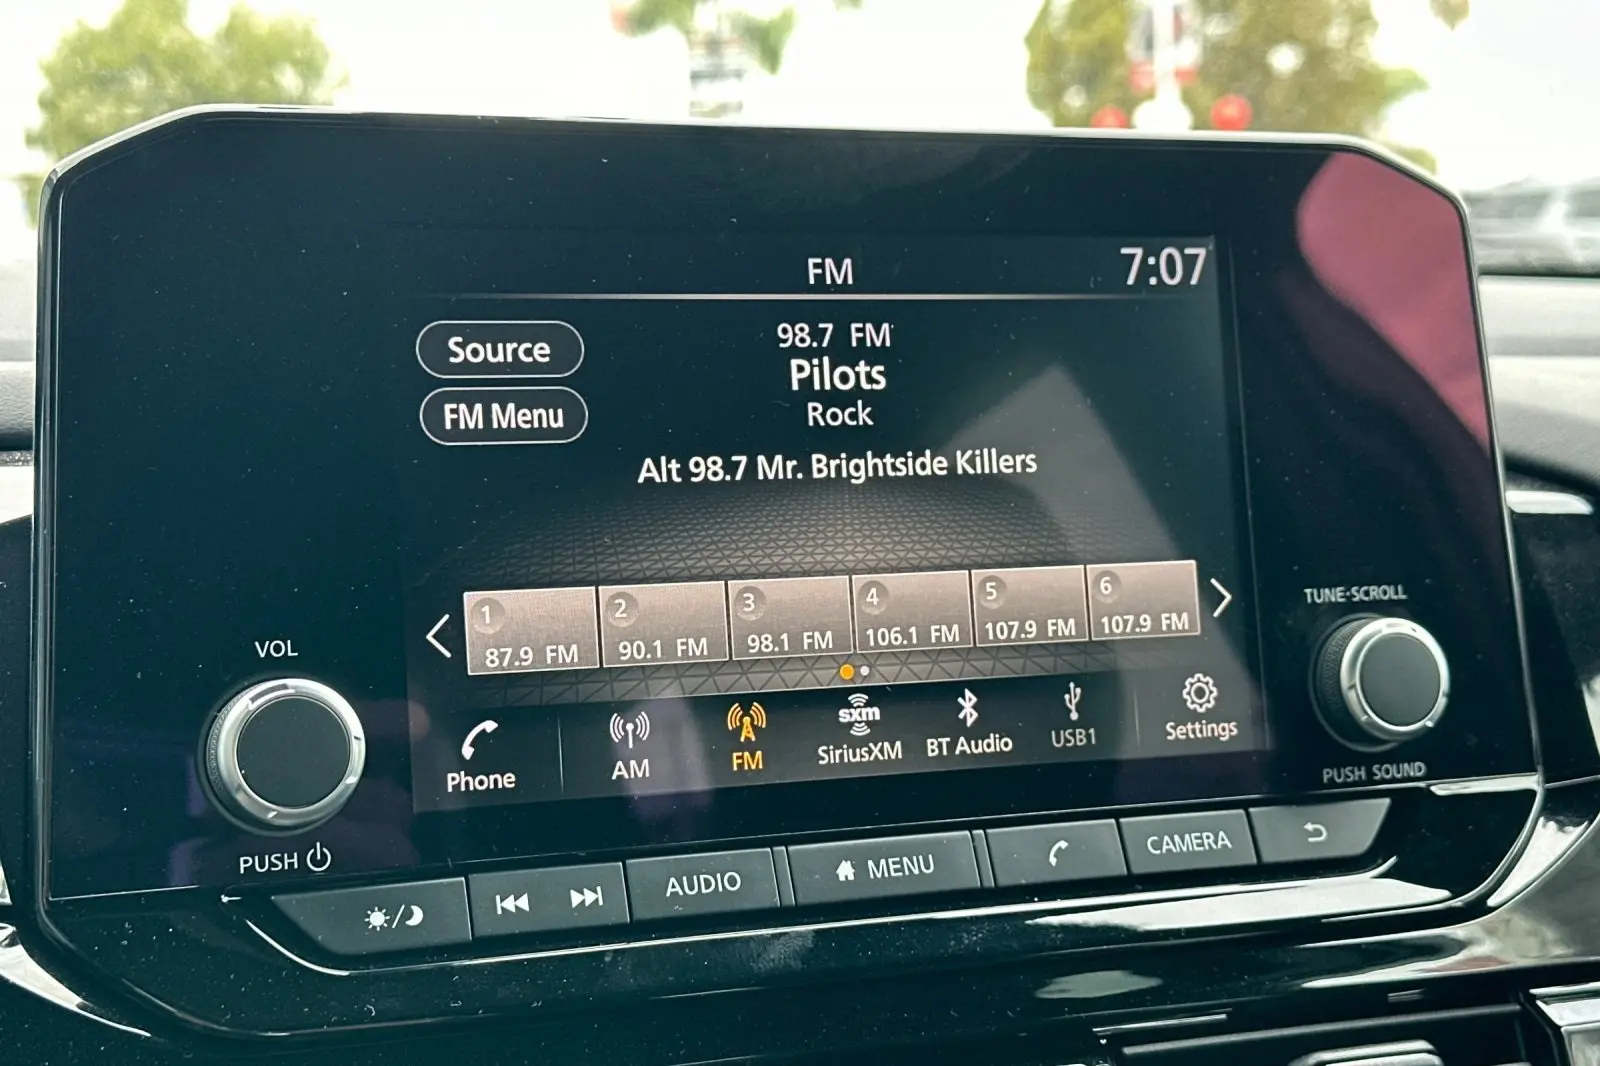 FM
7:07
Source
98.7 FM
Pilots
FM Menu
Rock
Alt 98.7 Mr. Brightside Killers
1
87.9 FM
2
90.1 FM
3
98.1 FM
4
106.1 FM
5
107.9 FM
6
107.9 FM
Phone
AM
FM
sxm
SiriusXM
BT Audio
USB1
Settings
VOL
PUSH
TUNE·SCROLL
PUSH SOUND
AUDIO
MENU
CAMERA